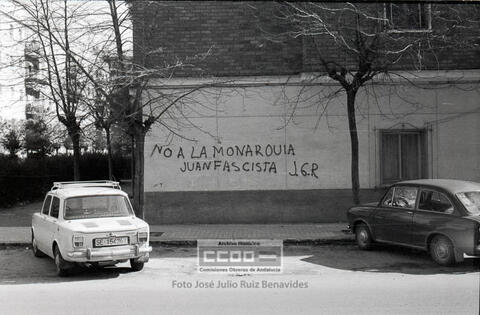 NO A LA MONARQUIA
JUANFASCISTA J.G.R
Archivo Histórico
CCOO
Comisiones Obreras de Andalucía
Foto José Julio Ruiz Benavides